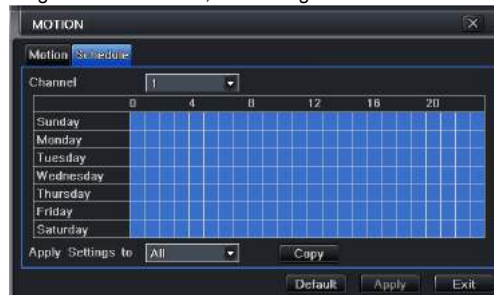 MOTION
Motion Schedule
Channel 1
0 4 8 12 16 20
Sunday
Monday
Tuesday
Wednesday
Thursday
Friday
Saturday
Apply Settings to All Copy
Default Apply Exit